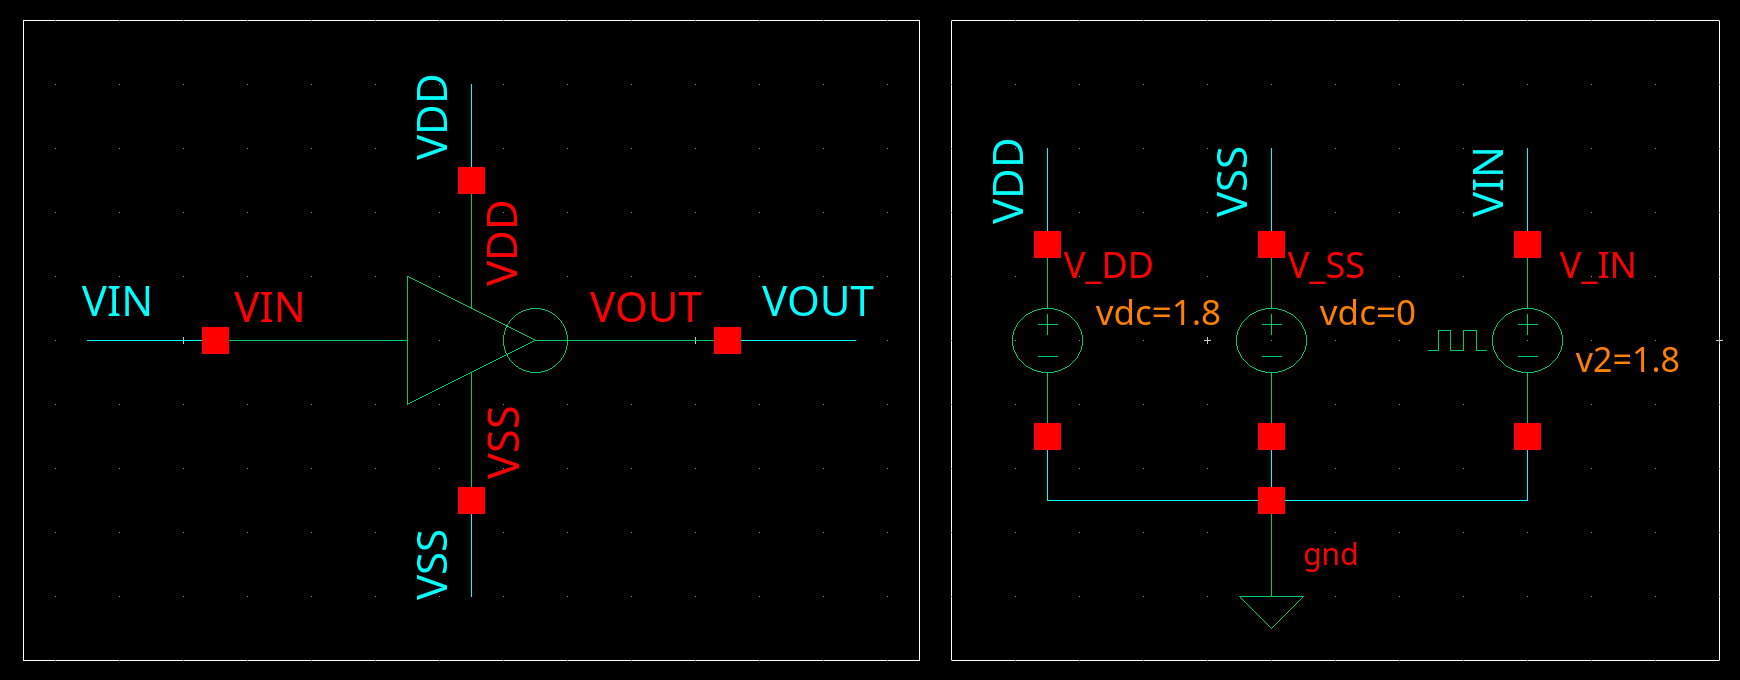 VDD
VDD
VIN
VIN
VOUT
VOUT
VSS
VSS
VDD
VSS
VIN
V_DD
V_SS
V_IN
vdc=1.8
vdc=0
v2=1.8
gnd